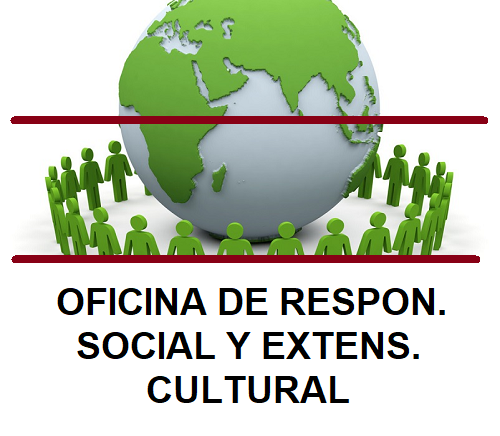 OFICINA DE RESPON.
SOCIAL Y EXTENS.
CULTURAL